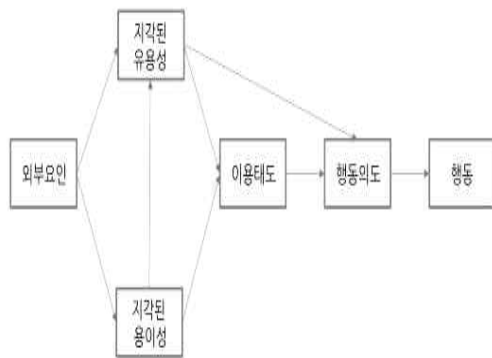 지각된
유용성
외부요인
이용태도
행동의도
행동
지각된
용이성